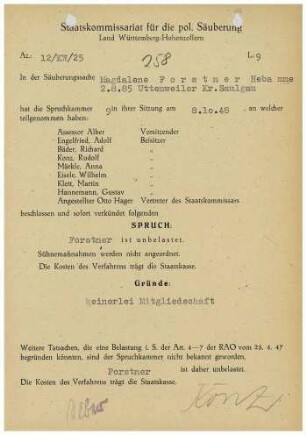 Staatskommissariat für die pol. Säuberung
Land Württemberg-Hohenzollern
Az: 12/XIV/25 258 L:9
In der Säuberungssache Magdalene Forstner Hebamme
2.8.85 Uttenweiler Kr.Saulgau
hat die Spruchkammer 9 in ihrer Sitzung am 8.10.48 , an welcher
teilgenommen haben:
Assessor Alber Vorsitzender
Engelfried, Adolf Beisitzer
Bäder, Richard "
Konz, Rudolf "
Märkle, Anna "
Eisele, Wilhelm "
Klett, Martin "
Hannemann, Gustav "
Angestellter Otto Hager Vertreter des Staatskommissars
beschlossen und sofort verkündet folgenden
SPRUCH:
Forstner ist unbelastet.
Sühnemaßnahmen werden nicht angeordnet.
Die Kosten des Verfahrens trägt die Staatskasse.
Gründe:
keinerlei Mitgliedschaft
Weitere Tatsachen, die eine Belastung i. S. der Art. 4—7 der RAO vom 25. 4. 47
begründen könnten, sind der Spruchkammer nicht bekannt geworden.
Forstner ist daher unbelastet.
Die Kosten des Verfahrens trägt die Staatskasse.
Alber Konz